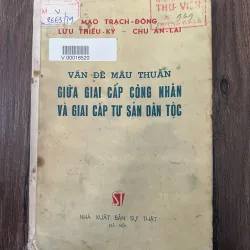 THƯ VIỆN
MAO TRẠCH-ĐÔNG
LƯU THIẾU-KỲ - CHU ÂN-LAI
V 00016520
VẤN ĐỀ MÂU THUẪN
GIỮA GIAI CẤP CÔNG NHÂN
VÀ GIAI CẤP TƯ SẢN DÂN TỘC
ST
NHÀ XUẤT BẢN SỰ THẬT
HÀ NỘI